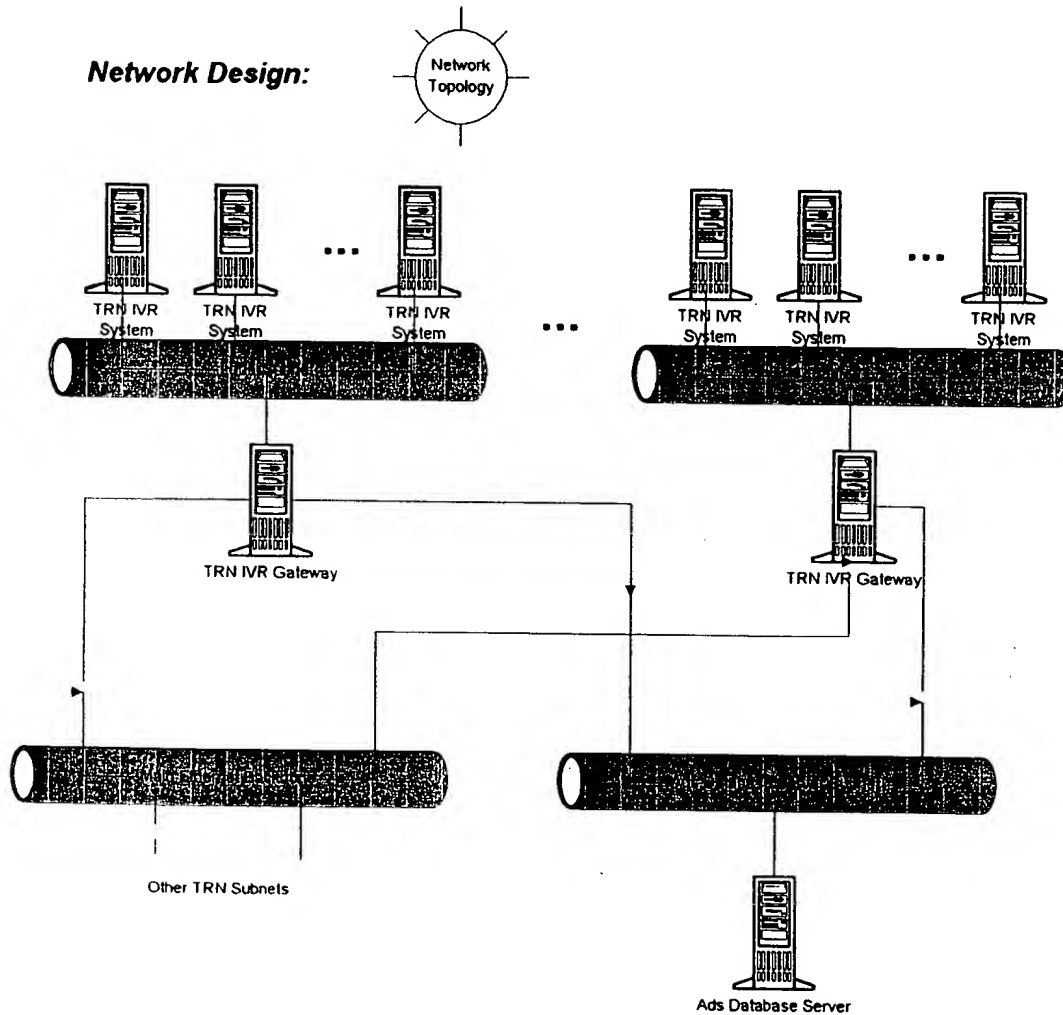 Network Design:
Network
Topology
TRN IVR
System
TRN IVR
System
TRN IVR
System
TRN IVR
System
TRN IVR
System
TRN IVR
System
TRN IVR Gateway
TRN IVR Gateway
Other TRN Subnets
Ads Database Server